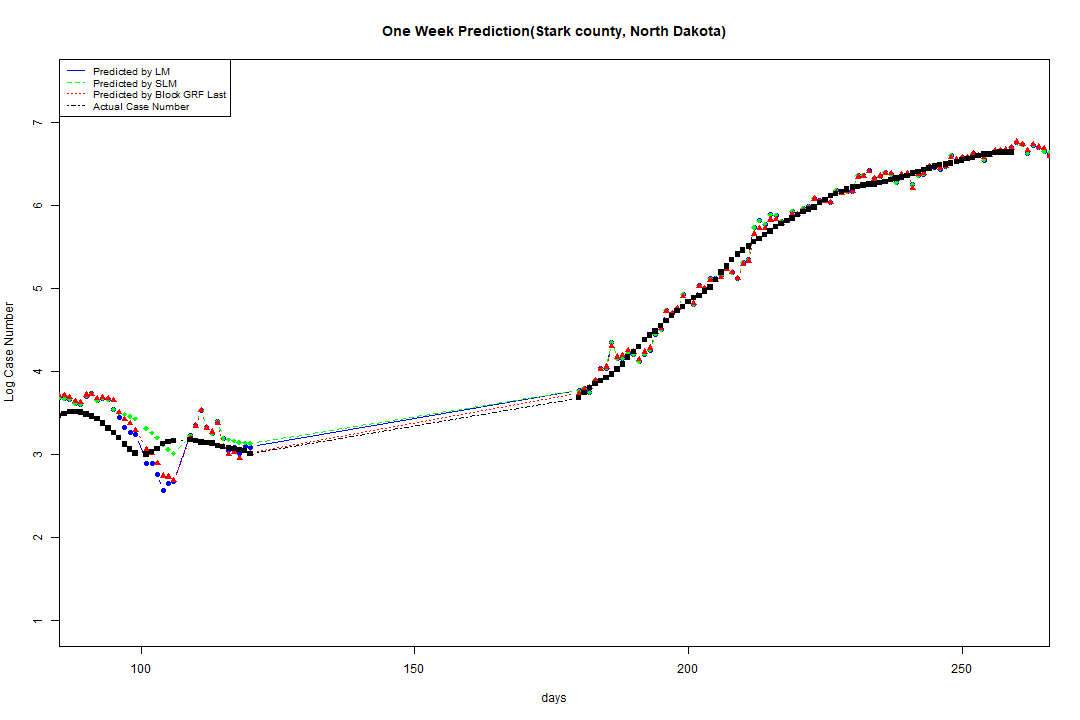 One Week Prediction(Stark county, North Dakota)
Predicted by LM
Predicted by SLM
Predicted by Block GRF Last
Actual Case Number
Log Case Number
7
6
5
4
3
2
1
100 150 200 250
days